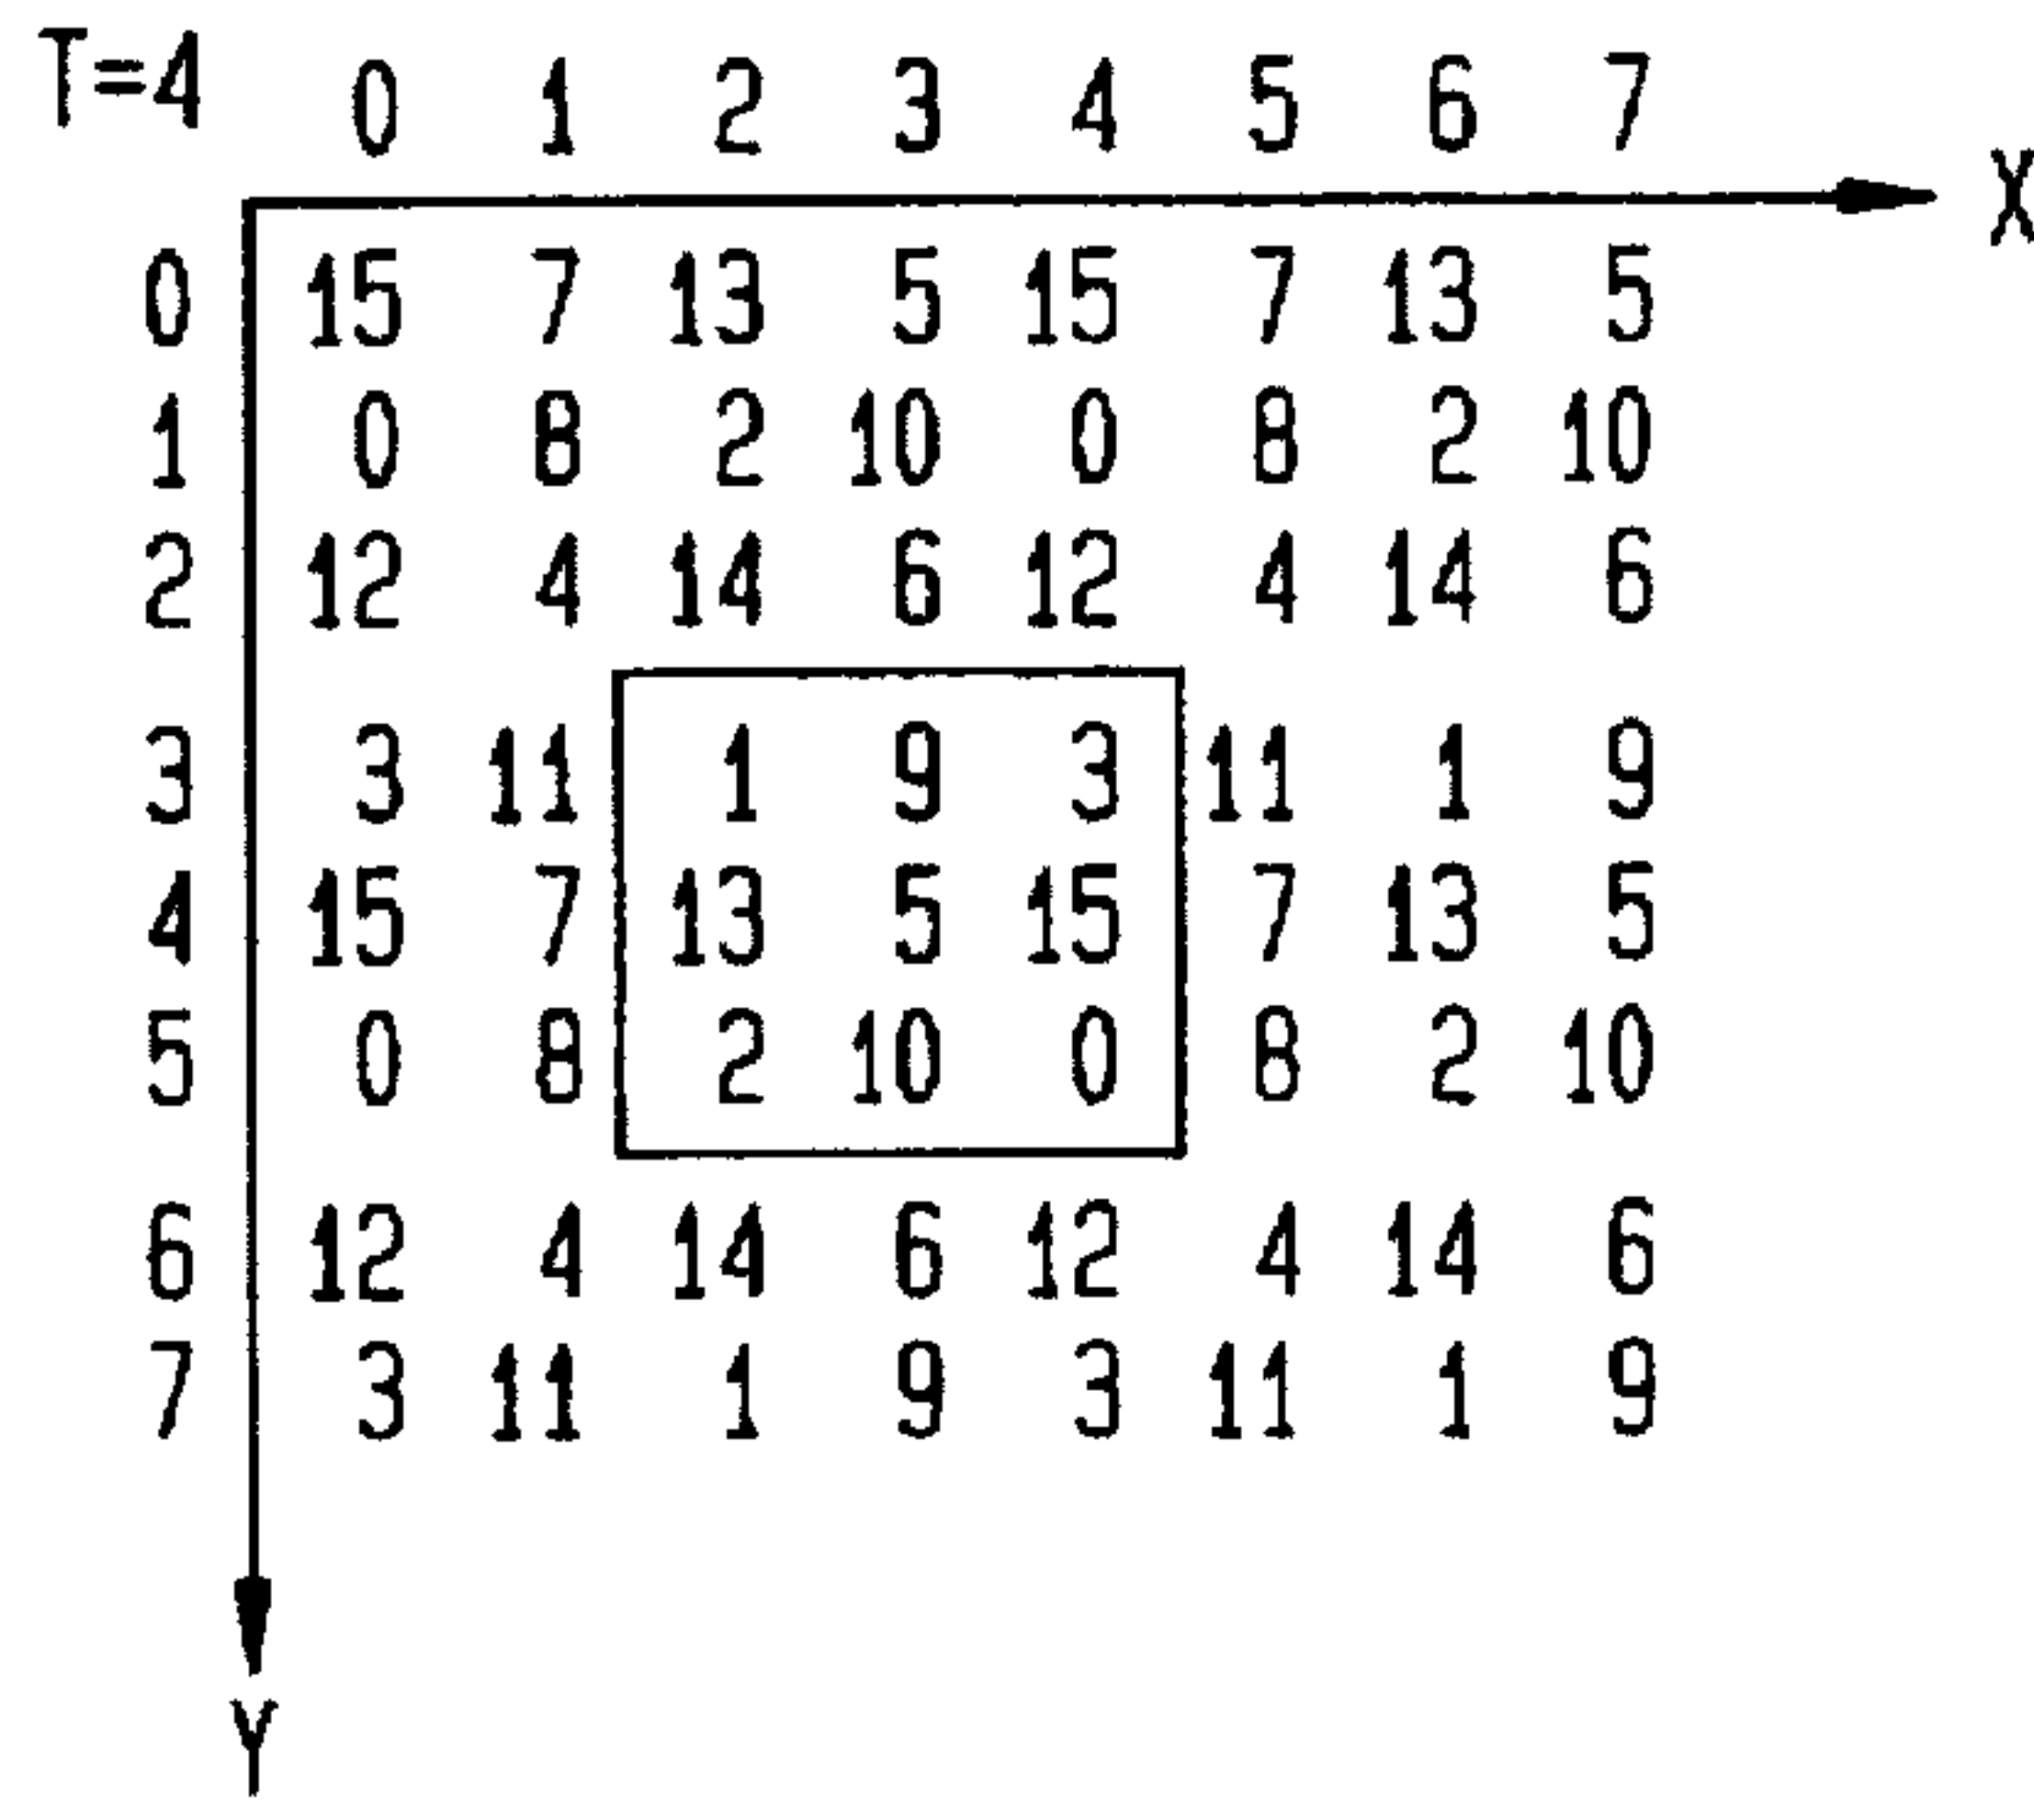 T=4 0 1 2 3 4 5 6 7
X
0 15 7 13 5 15 7 13 5
1 0 8 2 10 0 8 2 10
2 12 4 14 6 12 4 14 6
3 3 11 1 9 3 11 1 9
4 15 7 13 5 15 7 13 5
5 0 8 2 10 0 8 2 10
6 12 4 14 6 12 4 14 6
7 3 11 1 9 3 11 1 9
Y